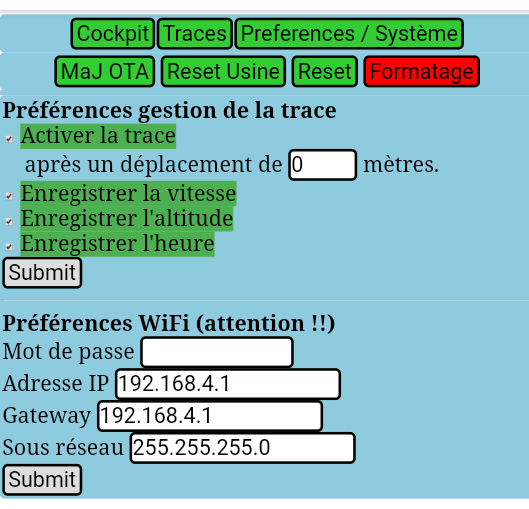 Cockpit Traces Preferences / Système
MaJ OTA Reset Usine Reset Formatage
Préférences gestion de la trace
Activer la trace
après un déplacement de 0 mètres.
Enregistrer la vitesse
Enregistrer l'altitude
Enregistrer l'heure
Submit
Préférences WiFi (attention !!)
Mot de passe
Adresse IP 192.168.4.1
Gateway 192.168.4.1
Sous réseau 255.255.255.0
Submit